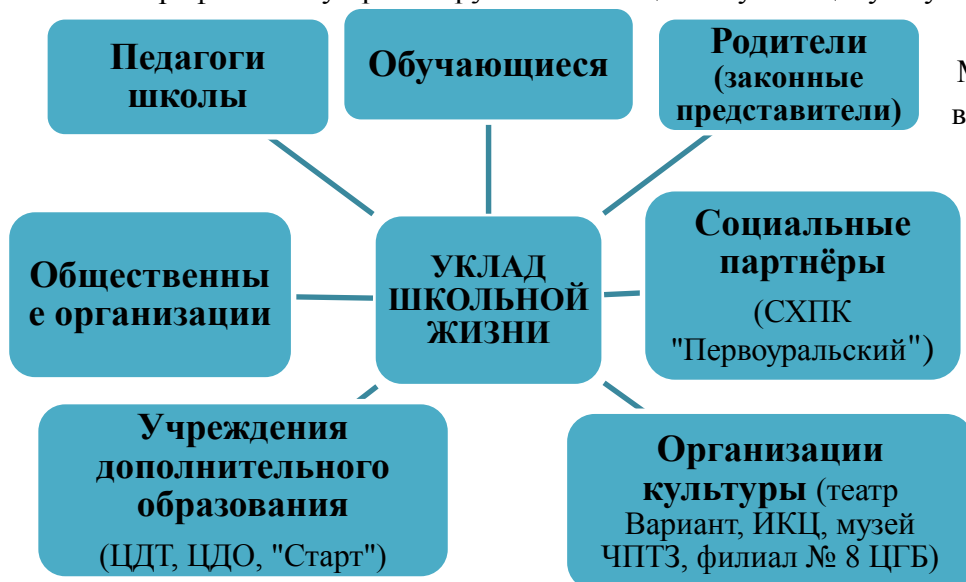 Педагоги
школы
Обучающиеся
Родители
(законные
представители)
Общественны
е организации
УКЛАД
ШКОЛЬНОЙ
ЖИЗНИ
Социальные
партнёры
(СХПК
"Первоуральский")
Учреждения
дополнительного
образования
(ЦДТ, ЦДО, "Старт")
Организации
культуры (театр
Вариант, ИКЦ, музей
ЧПТЗ, филиал № 8 ЦГБ)